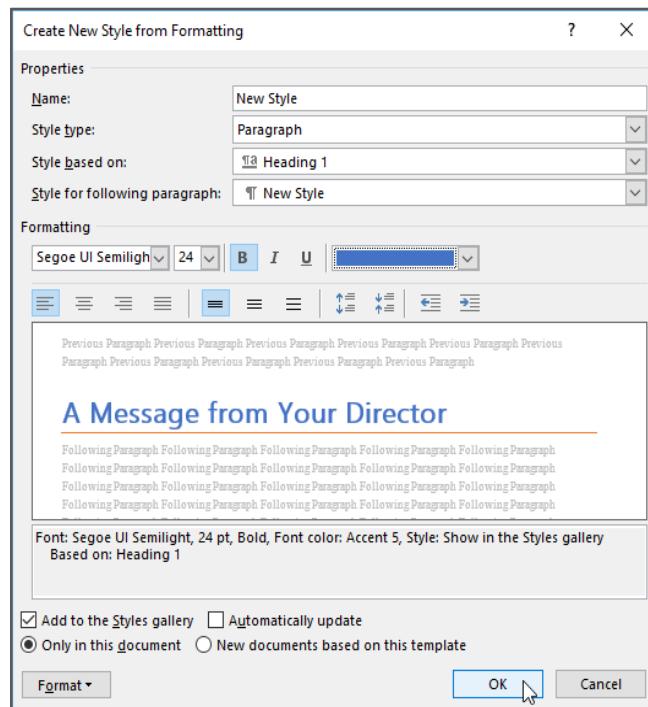 Create New Style from Formatting ?
Properties
Name: New Style
Style type: Paragraph
Style based on: Heading 1
Style for following paragraph: New Style
Formatting
Segoe UI Semiligh 24 B I U
Previous Paragraph Previous Paragraph Previous Paragraph Previous Paragraph Previous Paragraph Previous
Paragraph Previous Paragraph Previous Paragraph Previous Paragraph Previous Paragraph
A Message from Your Director
Following Paragraph Following Paragraph Following Paragraph Following Paragraph Following Paragraph
Following Paragraph Following Paragraph Following Paragraph Following Paragraph Following Paragraph
Following Paragraph Following Paragraph Following Paragraph Following Paragraph Following Paragraph
Following Paragraph Following Paragraph Following Paragraph Following Paragraph Following Paragraph
Font: Segoe UI Semilight, 24 pt, Bold, Font color: Accent 5, Style: Show in the Styles gallery
Based on: Heading 1
Add to the Styles gallery Automatically update
Only in this document New documents based on this template
Format OK Cancel